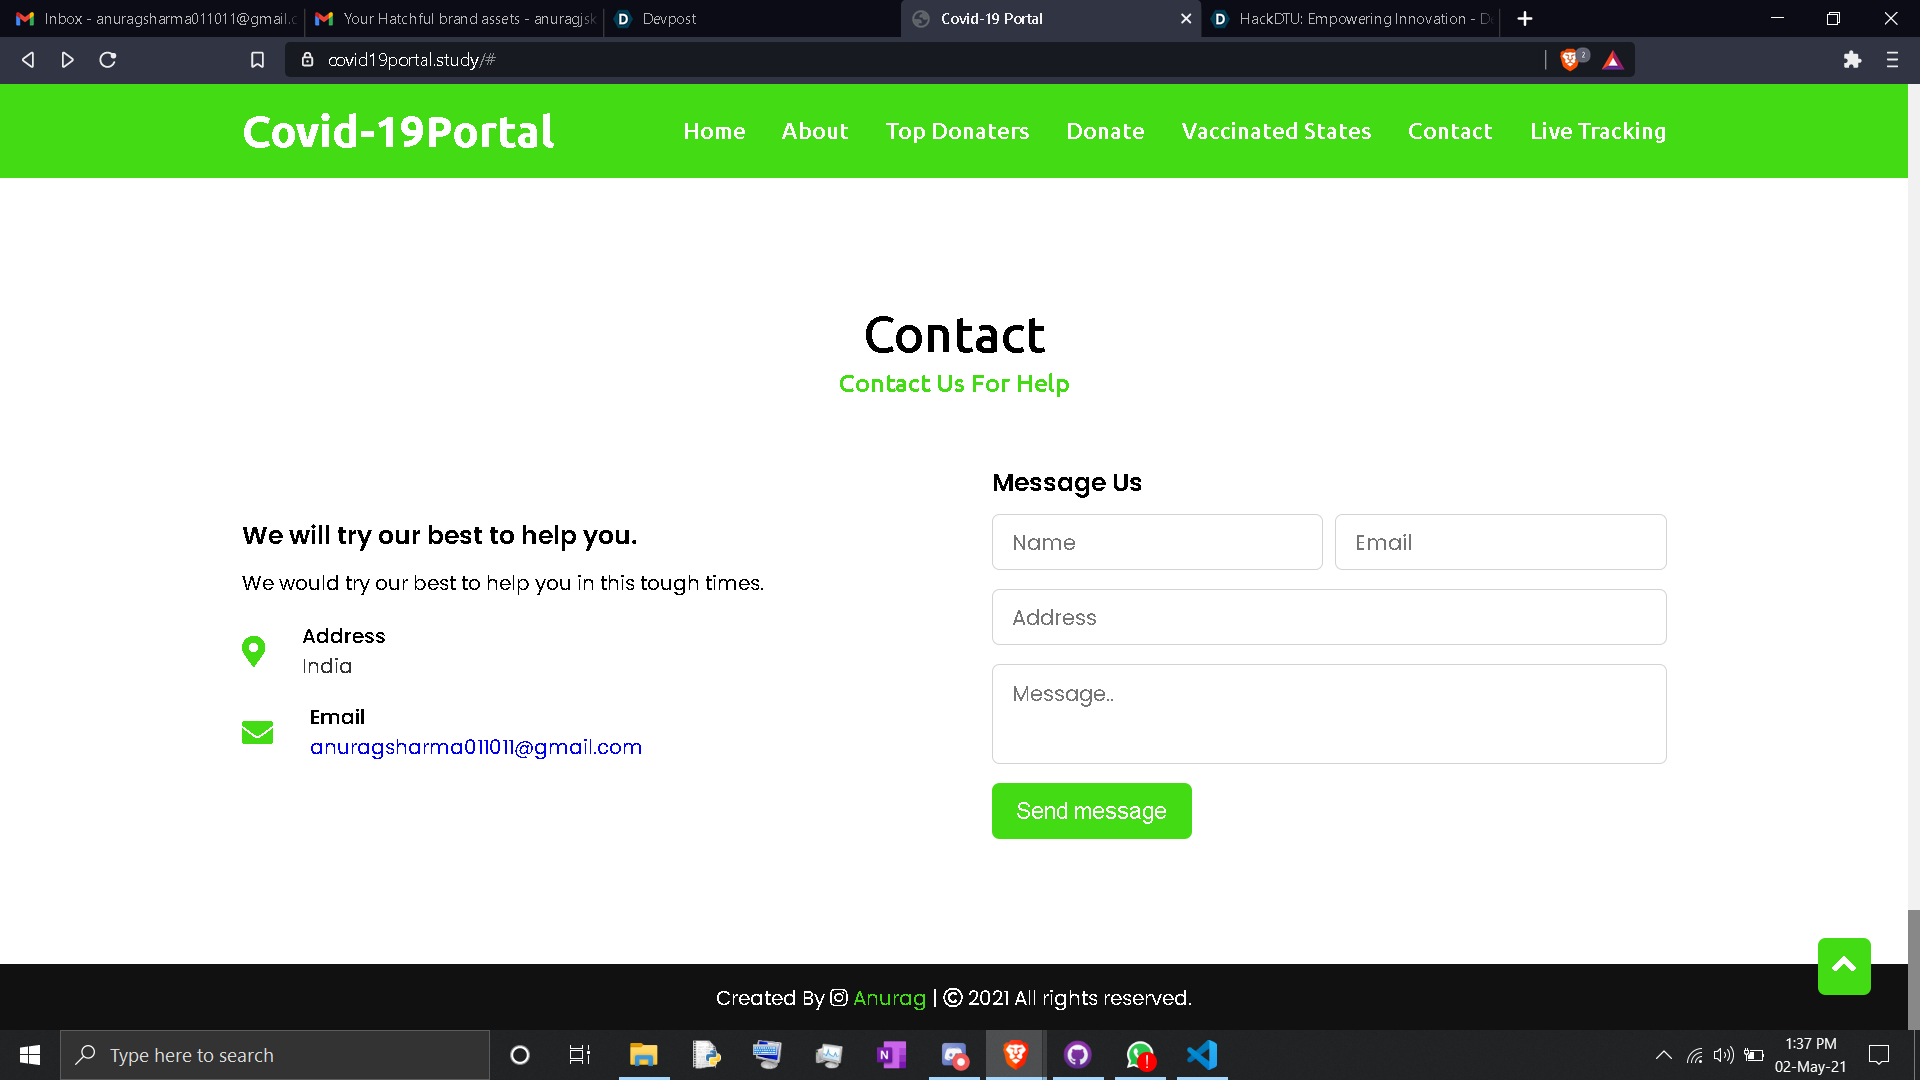 Inbox - anuragsharma011011@gmail.c
Your Hatchful brand assets - anuragjsk
Devpost
Covid-19 Portal
HackDTU: Empowering Innovation - De
covid19portal.study/#
2
Covid-19Portal
Home
About
Top Donaters
Donate
Vaccinated States
Contact
Live Tracking
Contact
Contact Us For Help
We will try our best to help you.
We would try our best to help you in this tough times.
Address
India
Email
anuragsharma011011@gmail.com
Message Us
Name
Email
Address
Message..
Send message
Created By Anurag | © 2021 All rights reserved.
Type here to search
1:37 PM
02-May-21